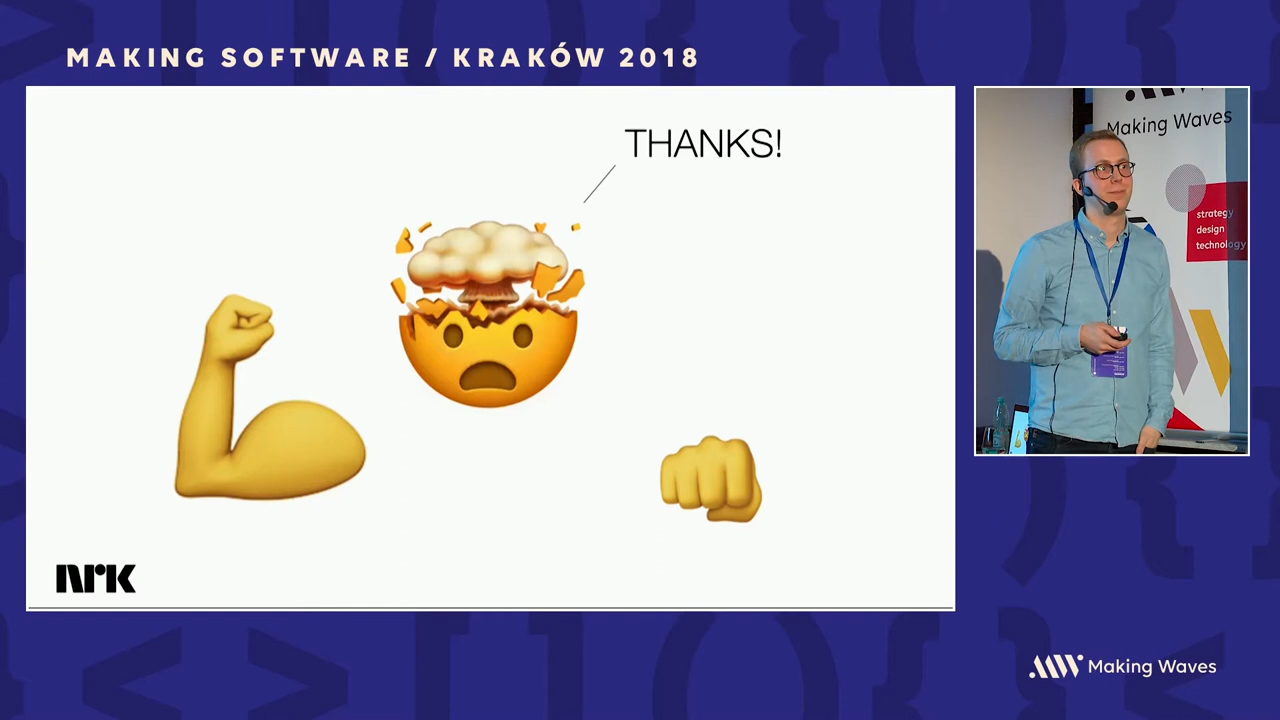 MAKING SOFTWARE / KRAKÓW 2018
THANKS!
nrk
Making Waves
strategy
design
technology
Making Waves